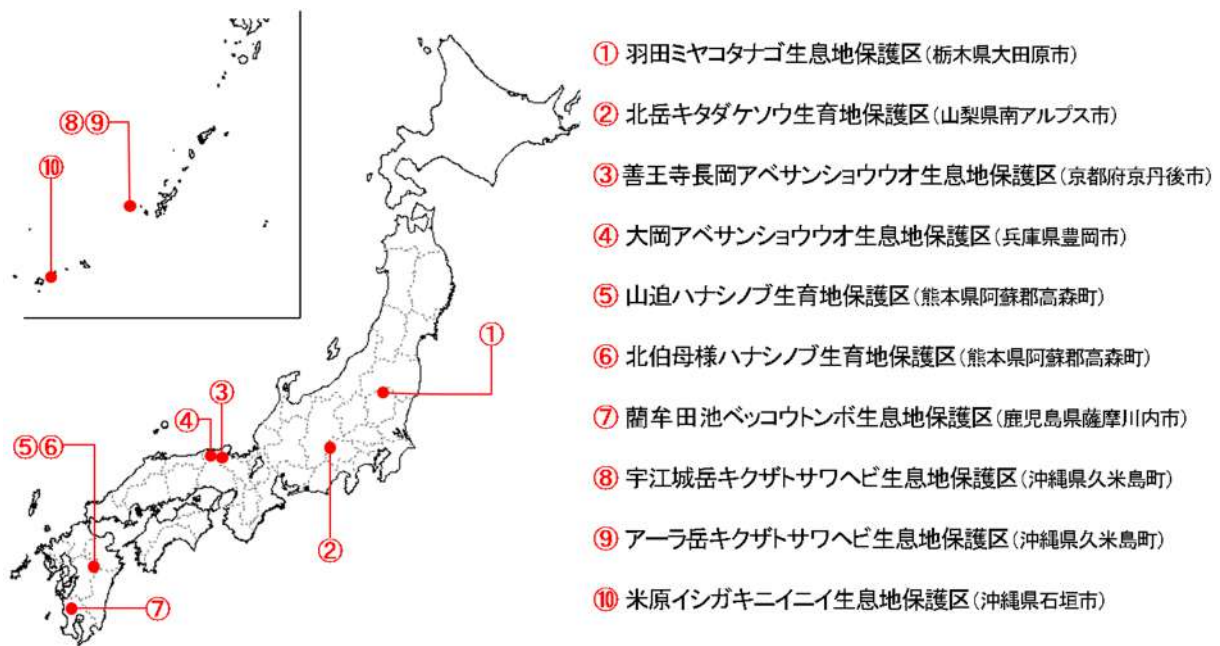 ⑧⑨
⑩
①
③
④
⑤⑥
②
⑦
① 羽田ミヤコタナゴ生息地保護区(栃木県大田原市)
② 北岳キタダケソウ生育地保護区(山梨県南アルプス市)
③ 善王寺長岡アベサンショウウオ生息地保護区(京都府京丹後市)
④ 大岡アベサンショウウオ生息地保護区(兵庫県豊岡市)
⑤ 山迫ハナシノブ生育地保護区(熊本県阿蘇郡高森町)
⑥ 北伯母様ハナシノブ生育地保護区(熊本県阿蘇郡高森町)
⑦ 藺牟田池ベッコウトンボ生息地保護区(鹿児島県薩摩川内市)
⑧ 宇江城岳キクザトサワヘビ生息地保護区(沖縄県久米島町)
⑨ アーラ岳キクザトサワヘビ生息地保護区(沖縄県久米島町)
⑩ 米原イシガキニイニイ生息地保護区(沖縄県石垣市)